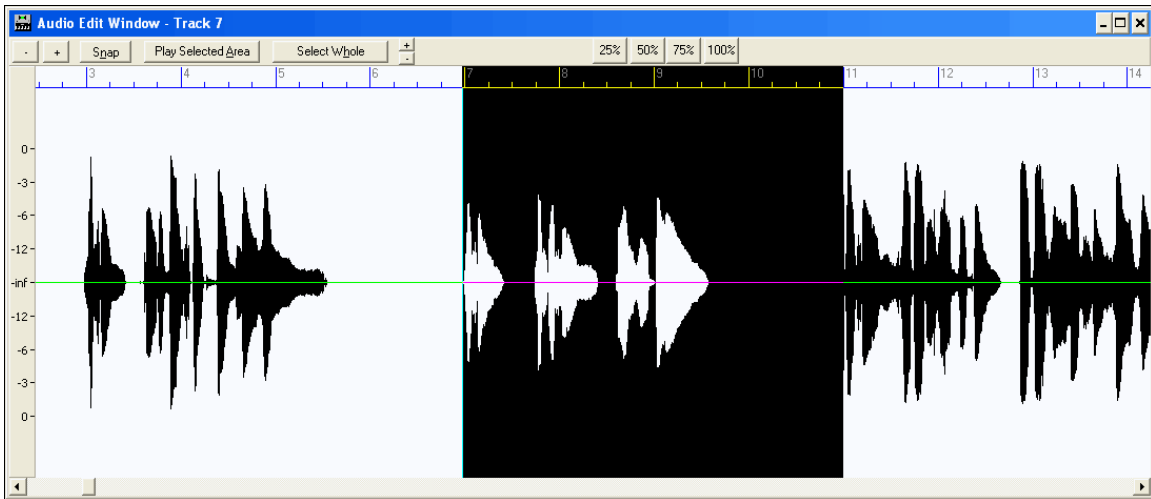 Audio Edit Window - Track 7
- + Snap Play Selected Area Select Whole + - 25% 50% 75% 100%
3 4 5 6 7 8 9 10 11 12 13 14
0
-3
-6
-12
-inf
-12
-6
-3
0